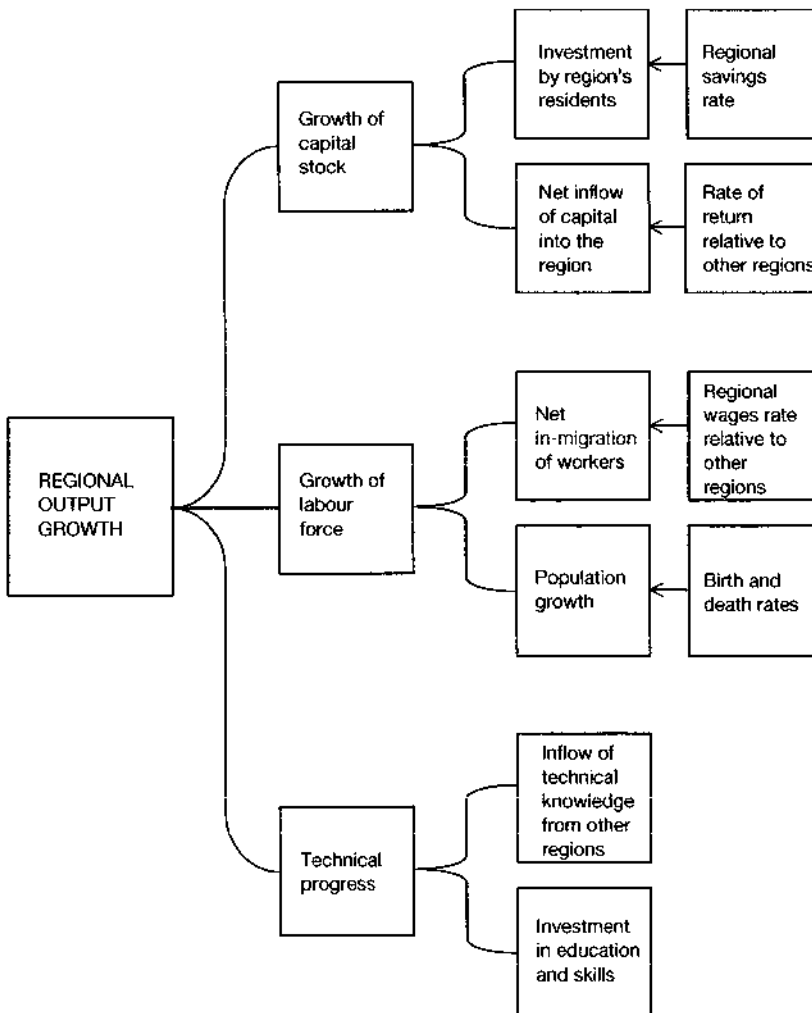 Investment
by region's
residents
Regional
savings
rate
Growth of
capital
stock
Net inflow
of capital
into the
region
Rate of
return
relative to
other regions
REGIONAL
OUTPUT
GROWTH
Growth of
labour
force
Net
in-migration
of workers
Regional
wages rate
relative to
other
regions
Population
growth
Birth and
death rates
Technical
progress
Inflow of
technical
knowledge
from other
regions
Investment
in education
and skills